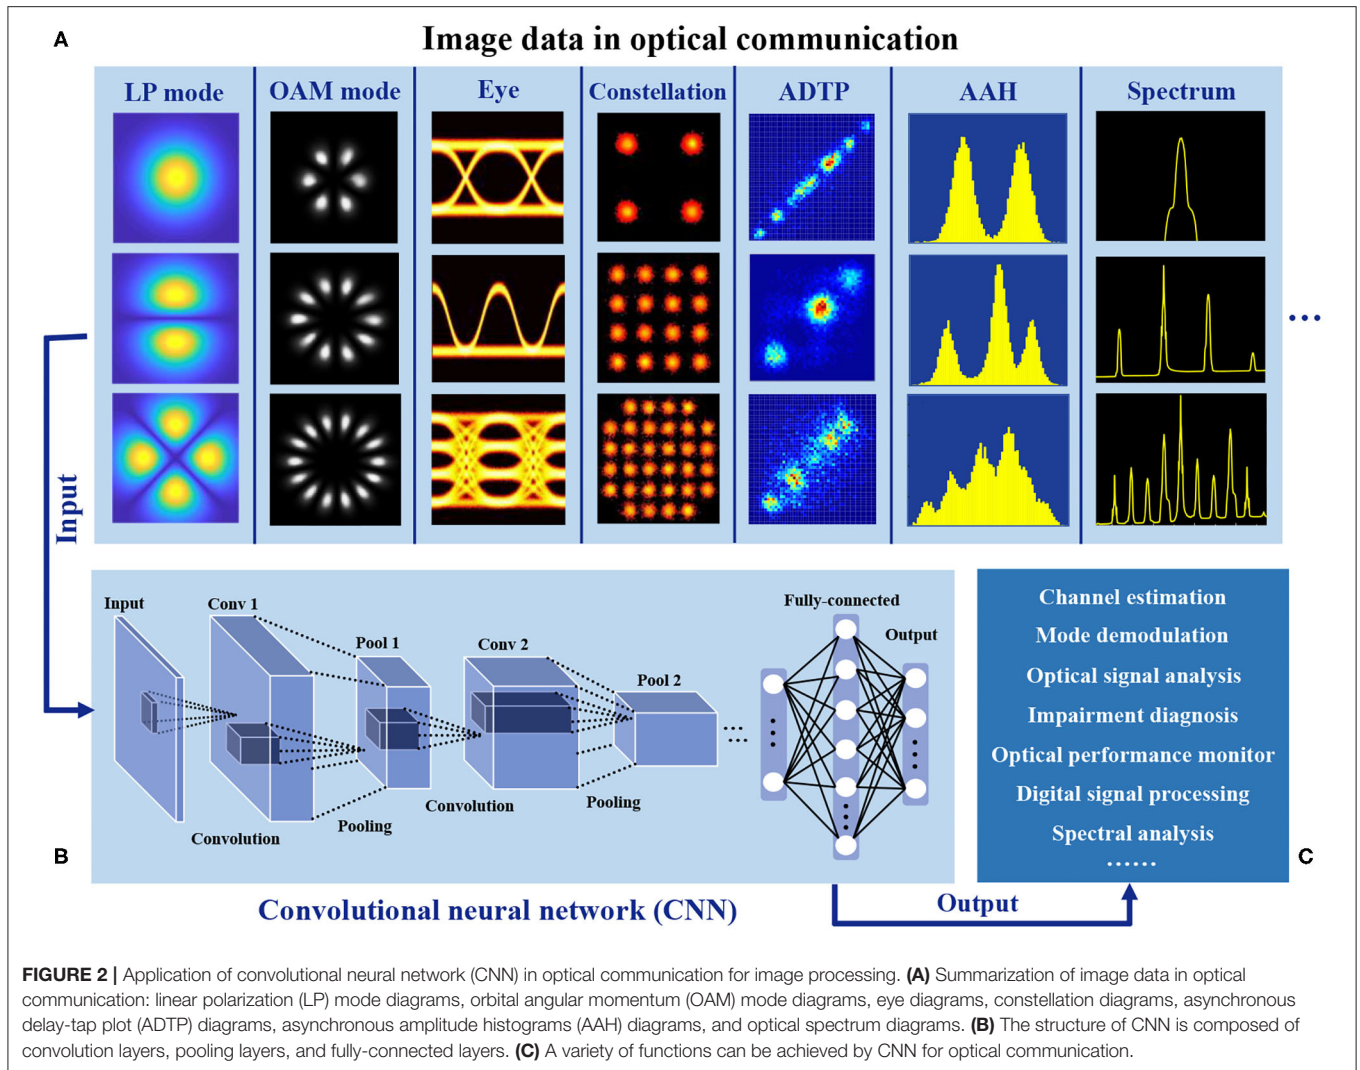 A
Image data in optical communication
LP mode
OAM mode
Eye
Constellation
ADTP
AAH
Spectrum
...
Input
Input
Conv 1
Pool 1
Conv 2
Pool 2
Fully-connected
Output
Convolution
Pooling
Convolution
Pooling
B
Convolutional neural network (CNN)
Channel estimation
Mode demodulation
Optical signal analysis
Impairment diagnosis
Optical performance monitor
Digital signal processing
Spectral analysis
......
C
Output
FIGURE 2 | Application of convolutional neural network (CNN) in optical communication for image processing. (A) Summarization of image data in optical
communication: linear polarization (LP) mode diagrams, orbital angular momentum (OAM) mode diagrams, eye diagrams, constellation diagrams, asynchronous
delay-tap plot (ADTP) diagrams, asynchronous amplitude histograms (AAH) diagrams, and optical spectrum diagrams. (B) The structure of CNN is composed of
convolution layers, pooling layers, and fully-connected layers. (C) A variety of functions can be achieved by CNN for optical communication.